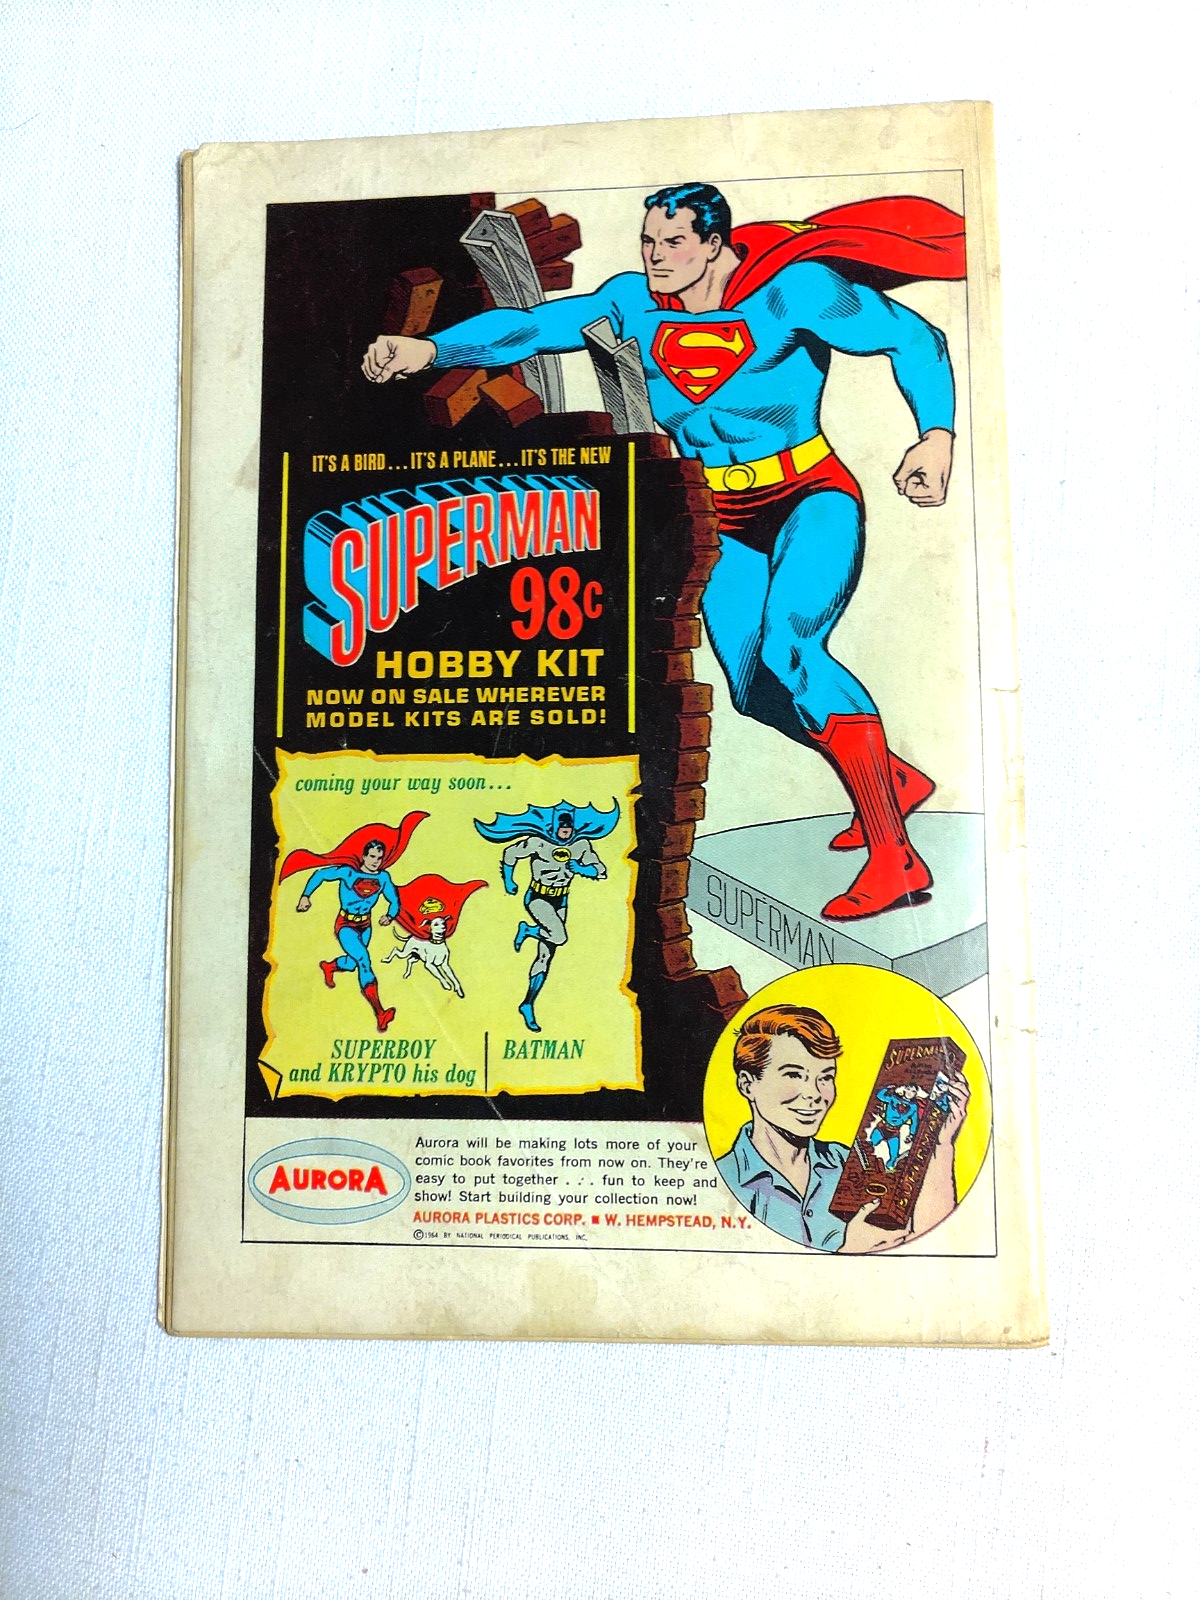 IT'S A BIRD...IT'S A PLANE...IT'S THE NEW
SUPERMAN
98c
HOBBY KIT
NOW ON SALE WHEREVER
MODEL KITS ARE SOLD!
coming your way soon...
SUPERBOY
and KRYPTO his dog
BATMAN
SUPERMAN
SUPERMAN
SUPERMAN
AURORA
Aurora will be making lots more of your
comic book favorites from now on. They're
easy to put together . . . fun to keep and
show! Start building your collection now!
AURORA PLASTICS CORP. ■ W. HEMPSTEAD, N.Y.
©1964 BY NATIONAL PERIODICAL PUBLICATIONS, INC.